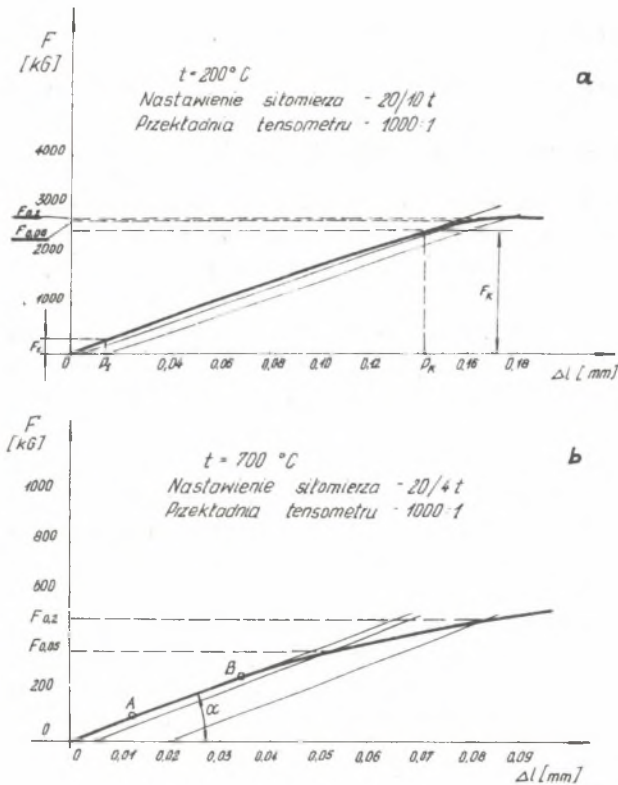 F
[kG]
t=200° C
Nastawienie siłomierza - 20/10 t
Przekładnia tensometru - 1000:1
a
4000
3000
F0,2
F0,05
2000
1000
FK
0
PK
0,04
0,06
0,08
0,10
0,12
0,16
0,18
Δl [mm]
F
[kG]
t = 700 °C
Nastawienie siłomierza - 20/4 t
Przekładnia tensometru - 1000:1
b
1000
800
600
F0,2
F0,05
200
0
A
B
α
0
0,01
0,02
0,03
0,04
0,05
0,06
0,07
0,08
0,09
Δl [mm]